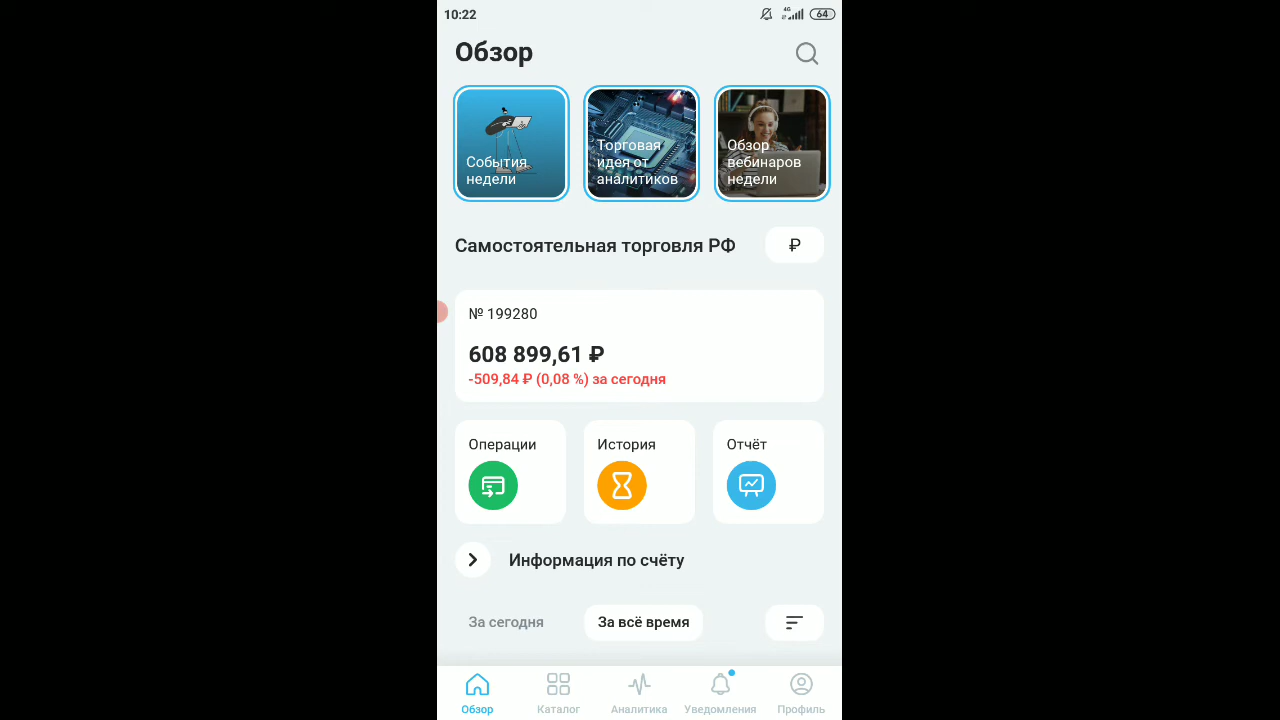 10:22
4G
64
Обзор
События
недели
Торговая
идея от
аналитиков
Обзор
вебинаров
недели
Самостоятельная торговля РФ
₽
№ 199280
608 899,61 ₽
-509,84 ₽ (0,08 %) за сегодня
Операции
История
Отчёт
Информация по счёту
За сегодня
За всё время
Обзор
Каталог
Аналитика
Уведомления
Профиль